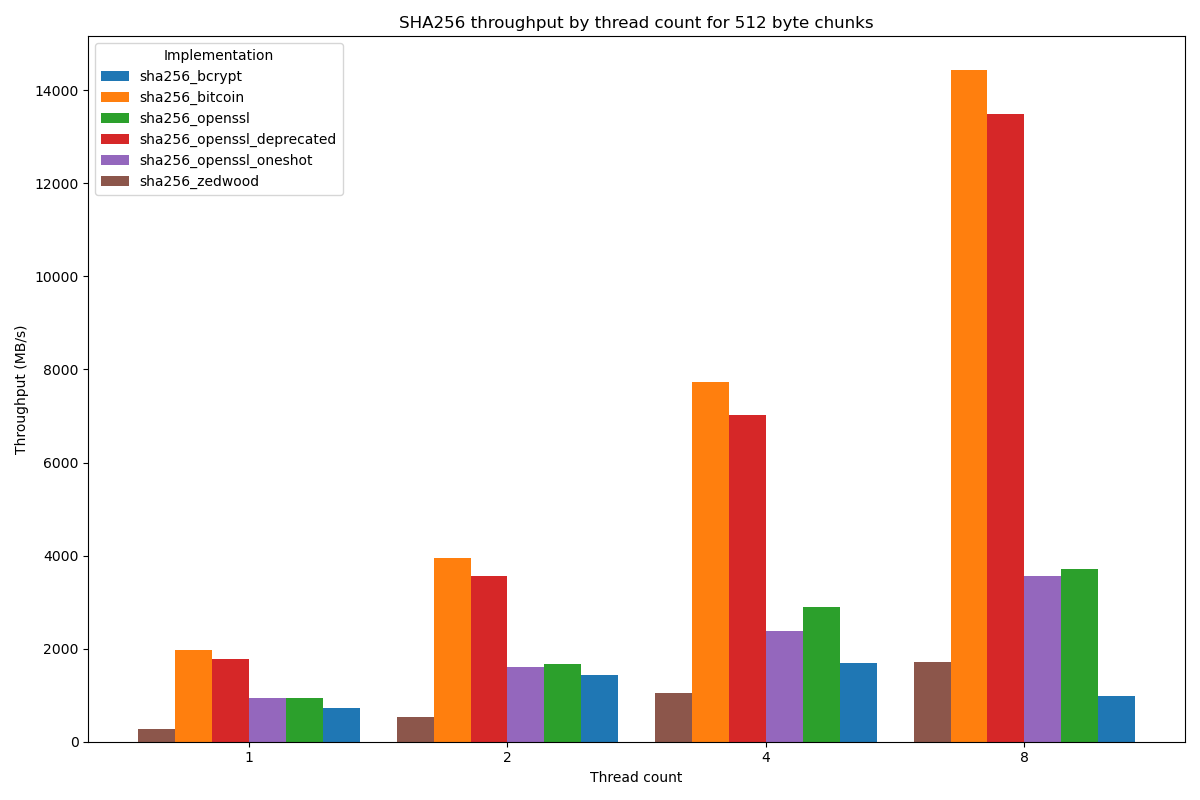 SHA256 throughput by thread count for 512 byte chunks
Implementation
sha256_bcrypt
sha256_bitcoin
sha256_openssl
sha256_openssl_deprecated
sha256_openssl_oneshot
sha256_zedwood
14000
12000
10000
8000
6000
4000
2000
0
Throughput (MB/s)
1 2 4 8
Thread count